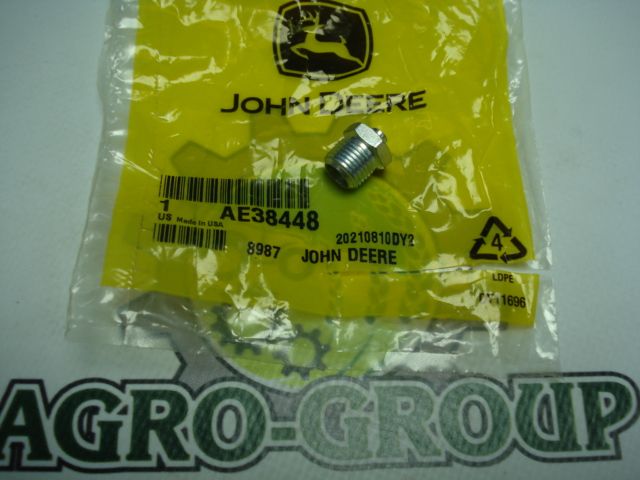 JOHN DEERE
1 AE38448
US Made in USA 20210810DY2
8987 JOHN DEERE
4
LDPE
AGRO-GROUP